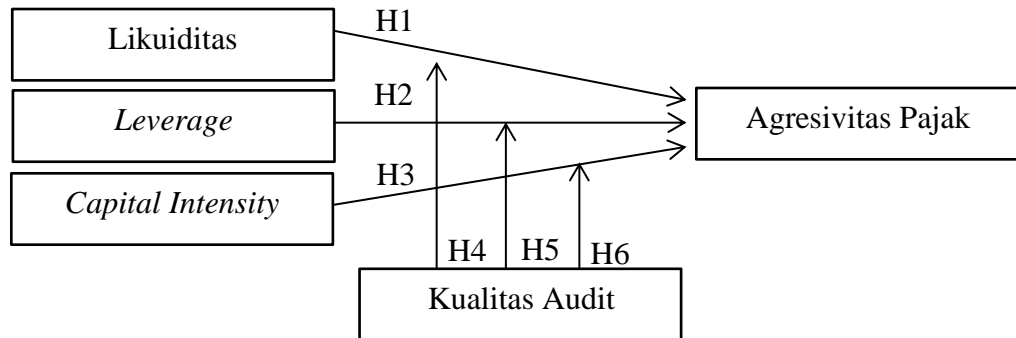 Likuiditas
H1
H2
Leverage
Agresivitas Pajak
H3
Capital Intensity
H4
H5
H6
Kualitas Audit